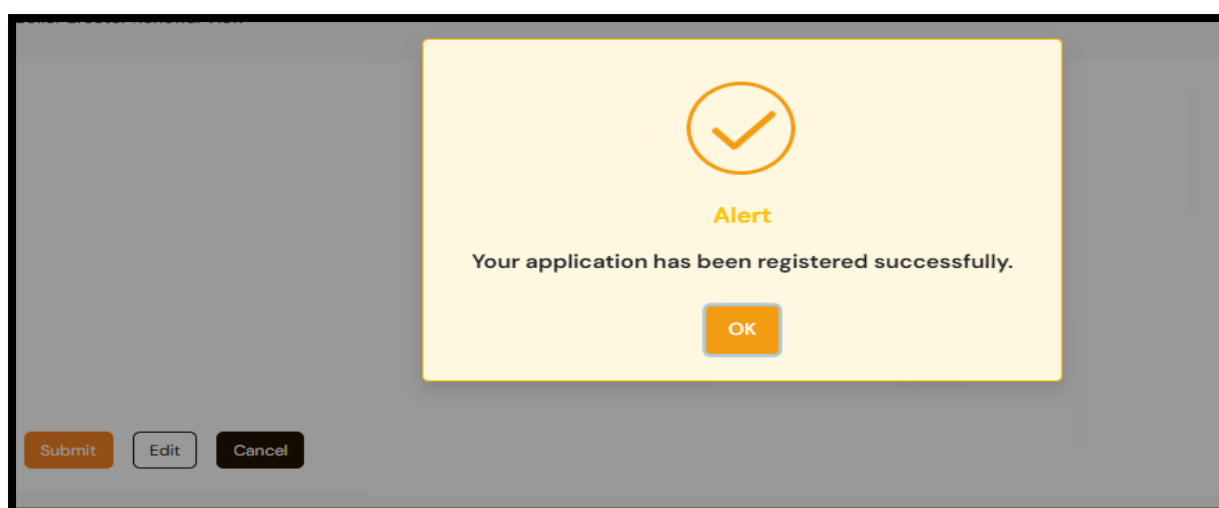 Alert
Your application has been registered successfully.
OK
Submit Edit Cancel